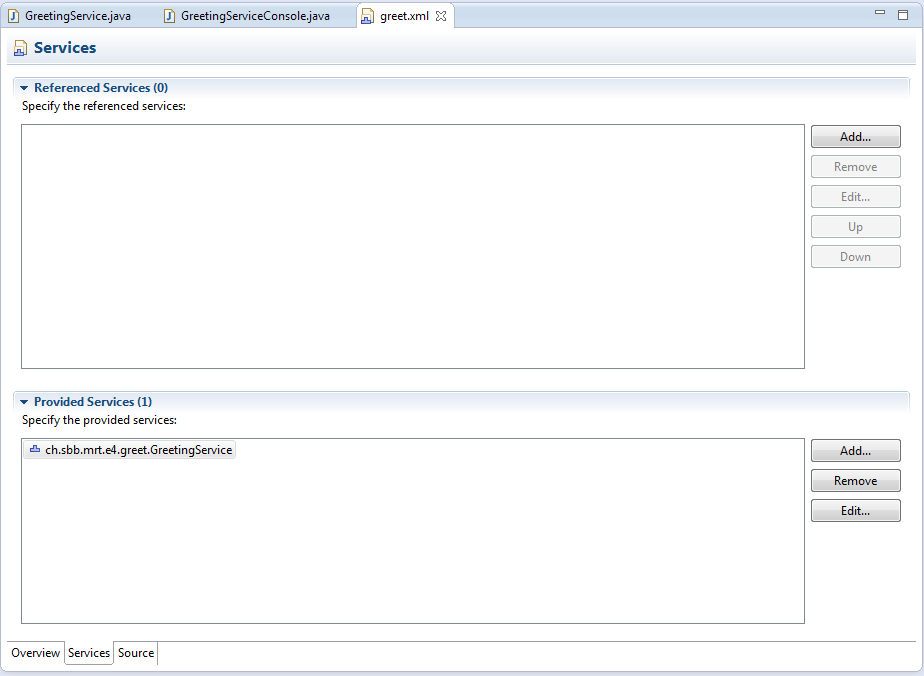 GreetingService.java
GreetingServiceConsole.java
greet.xml
Services
Referenced Services (0)
Specify the referenced services:
Add...
Remove
Edit...
Up
Down
Provided Services (1)
Specify the provided services:
ch.sbb.mrt.e4.greet.GreetingService
Add...
Remove
Edit...
Overview
Services
Source